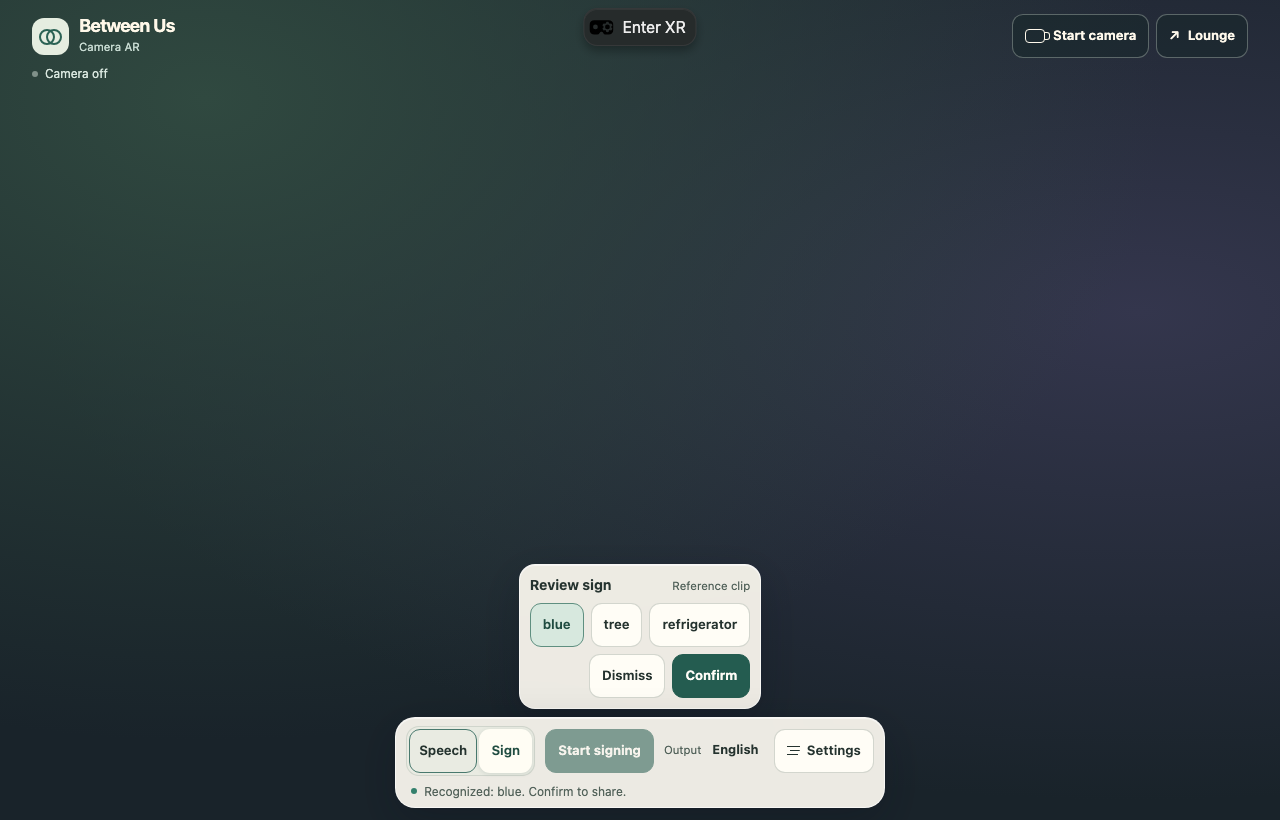 Between Us
Camera AR
Camera off
Enter XR
Start camera
Lounge
Review sign
Reference clip
blue
tree
refrigerator
Dismiss
Confirm
Speech
Sign
Start signing
Output
English
Settings
Recognized: blue. Confirm to share.